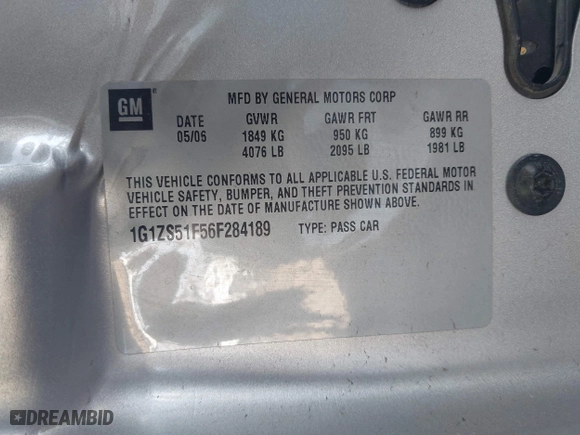 GM
MFD BY GENERAL MOTORS CORP
DATE GVWR GAWR FRT GAWR RR
05/06 1849 KG 950 KG 899 KG
4076 LB 2095 LB 1981 LB
THIS VEHICLE CONFORMS TO ALL APPLICABLE U.S. FEDERAL MOTOR
VEHICLE SAFETY, BUMPER, AND THEFT PREVENTION STANDARDS IN
EFFECT ON THE DATE OF MANUFACTURE SHOWN ABOVE.
1G1ZS51F56F284189 TYPE: PASS CAR
DREAMBID